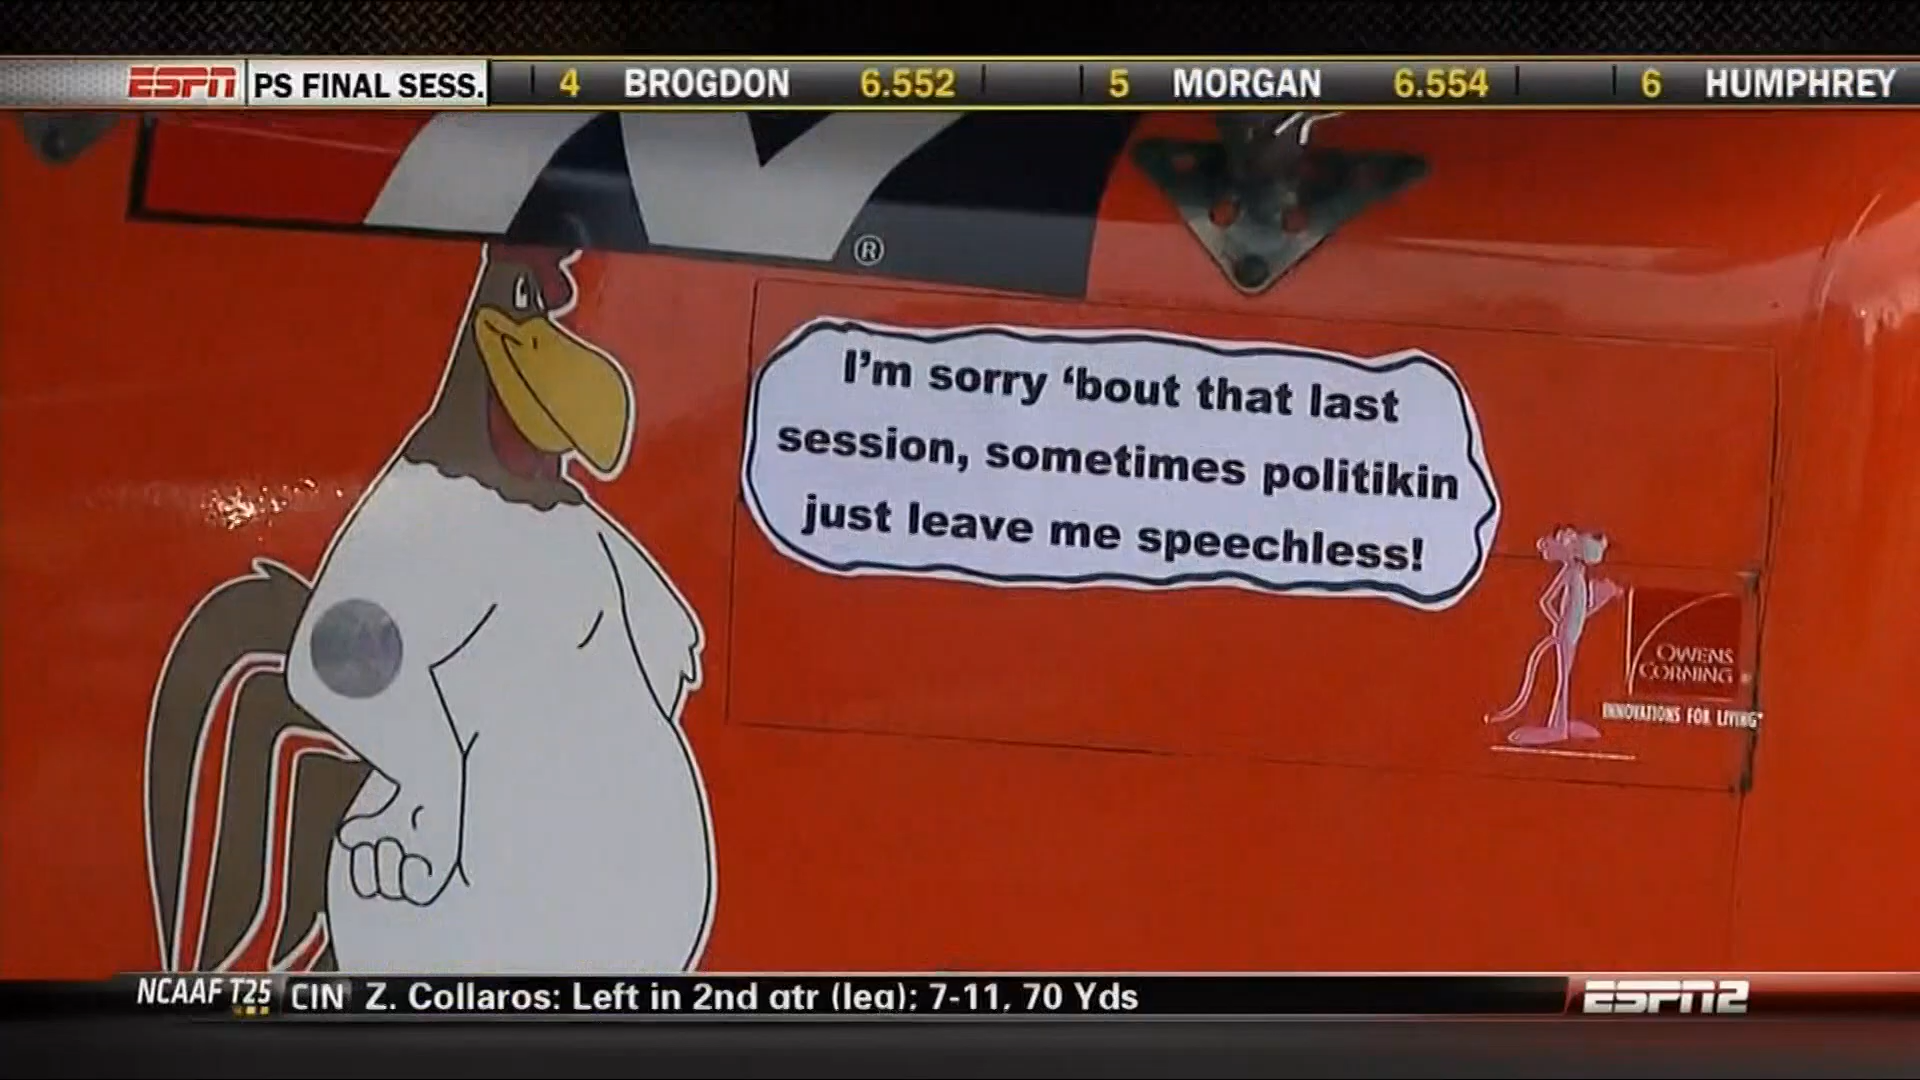 ESPN PS FINAL SESS. 4 BROGDON 6.552 5 MORGAN 6.554 6 HUMPHREY
®
I'm sorry 'bout that last
session, sometimes politikin
just leave me speechless!
OWENS
CORNING
INNOVATIONS FOR LIVING
NCAAF T25 CIN Z. Collaros: Left in 2nd qtr (leg); 7-11, 70 Yds ESPN2